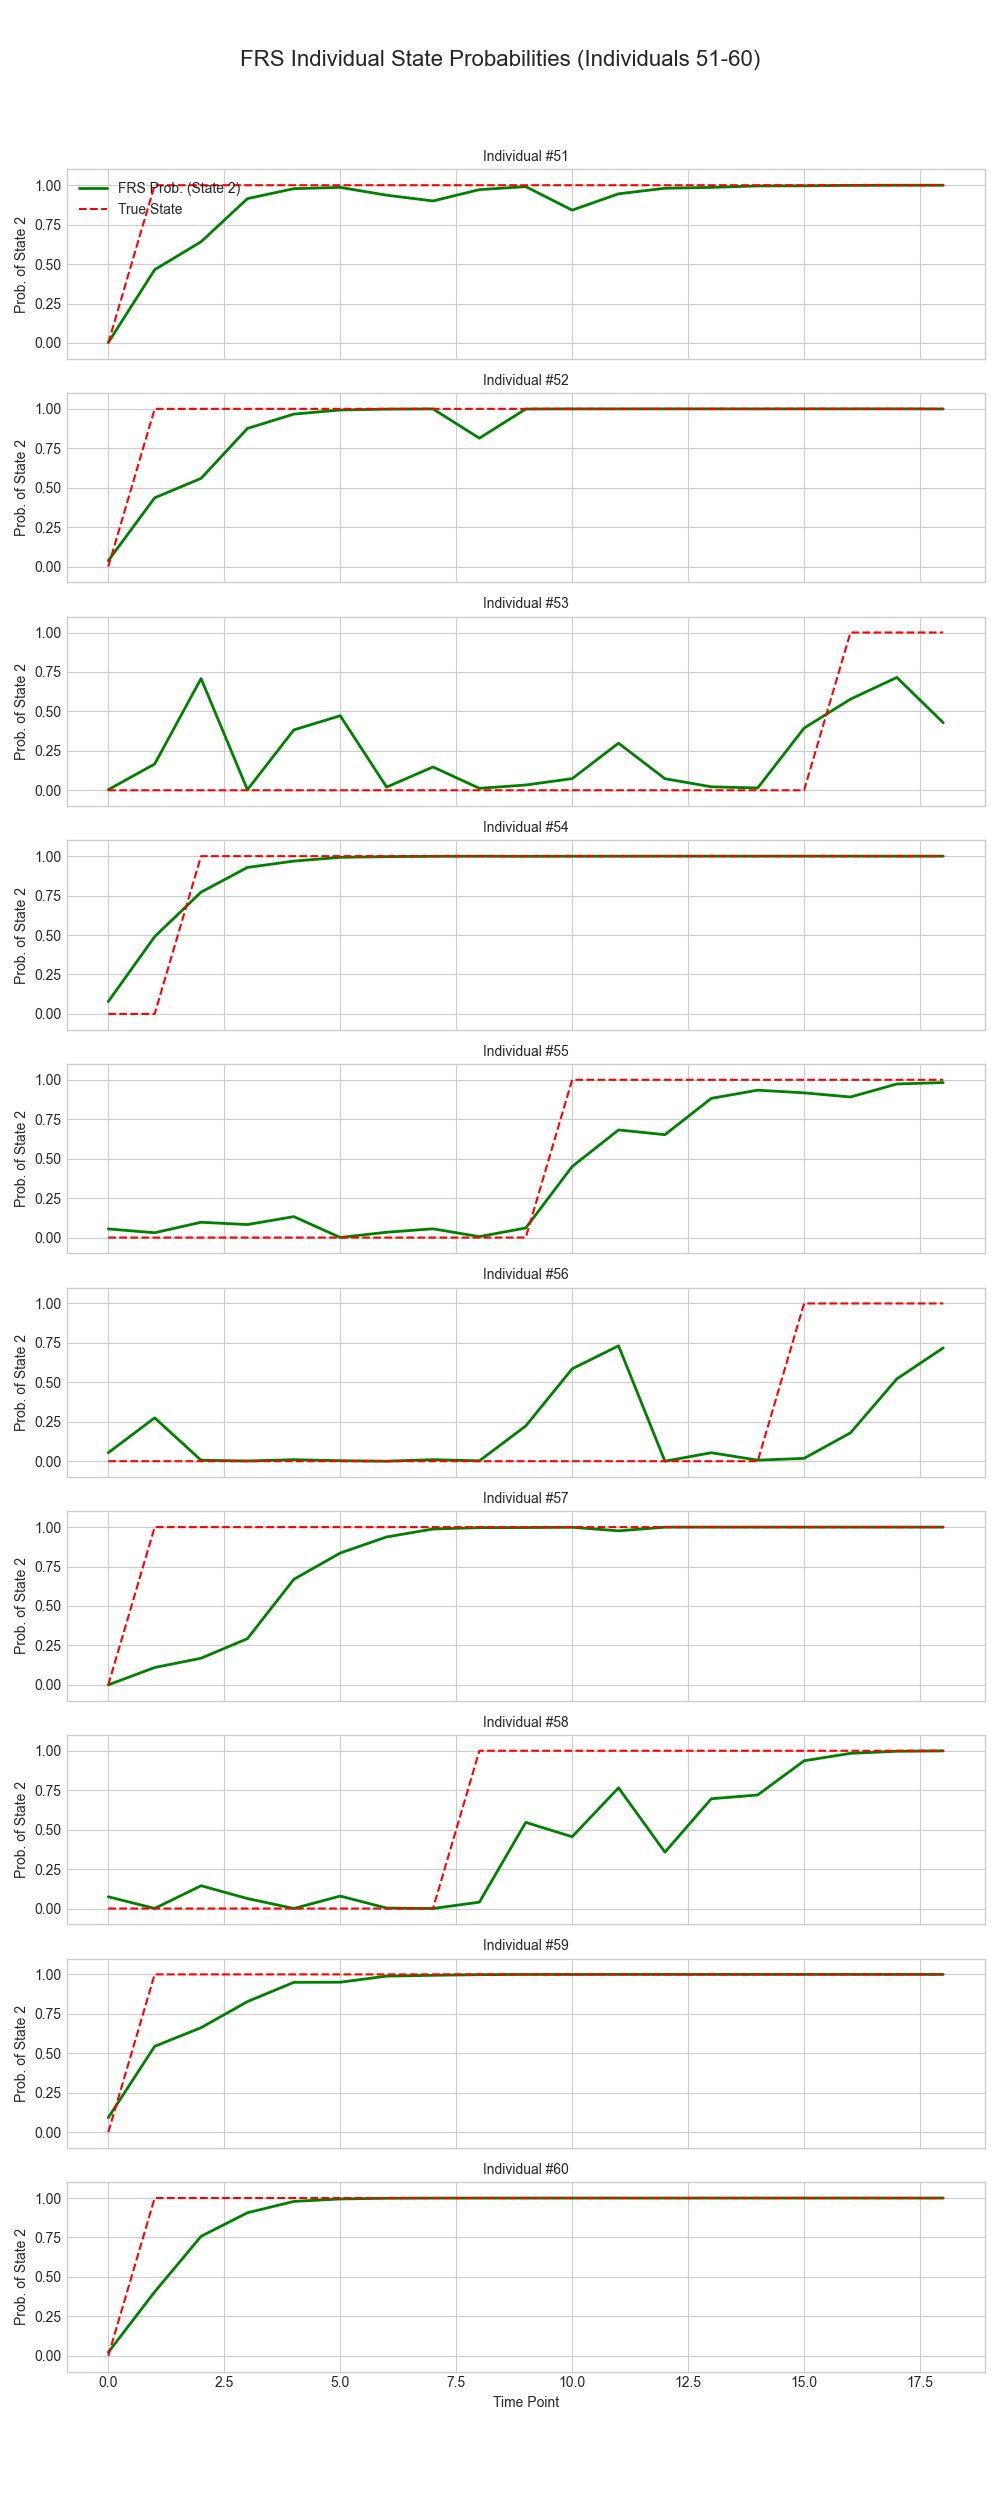 FRS Individual State Probabilities (Individuals 51-60)
Individual #51
FRS Prob. (State 2)
True State
1.00
0.75
0.50
0.25
0.00
Prob. of State 2
Individual #52
1.00
0.75
0.50
0.25
0.00
Prob. of State 2
Individual #53
1.00
0.75
0.50
0.25
0.00
Prob. of State 2
Individual #54
1.00
0.75
0.50
0.25
0.00
Prob. of State 2
Individual #55
1.00
0.75
0.50
0.25
0.00
Prob. of State 2
Individual #56
1.00
0.75
0.50
0.25
0.00
Prob. of State 2
Individual #57
1.00
0.75
0.50
0.25
0.00
Prob. of State 2
Individual #58
1.00
0.75
0.50
0.25
0.00
Prob. of State 2
Individual #59
1.00
0.75
0.50
0.25
0.00
Prob. of State 2
Individual #60
1.00
0.75
0.50
0.25
0.00
Prob. of State 2
0.0 2.5 5.0 7.5 10.0 12.5 15.0 17.5
Time Point